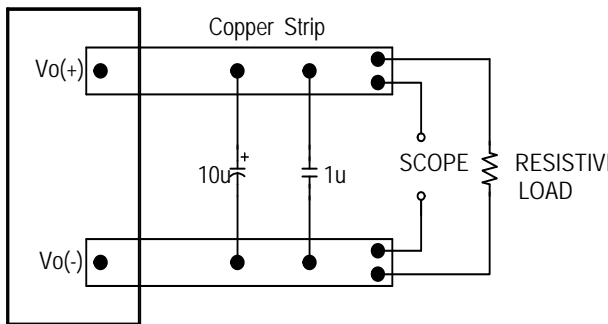 Copper Strip
Vo(+)
+
10u
1u
SCOPE
RESISTIVE
LOAD
Vo(-)